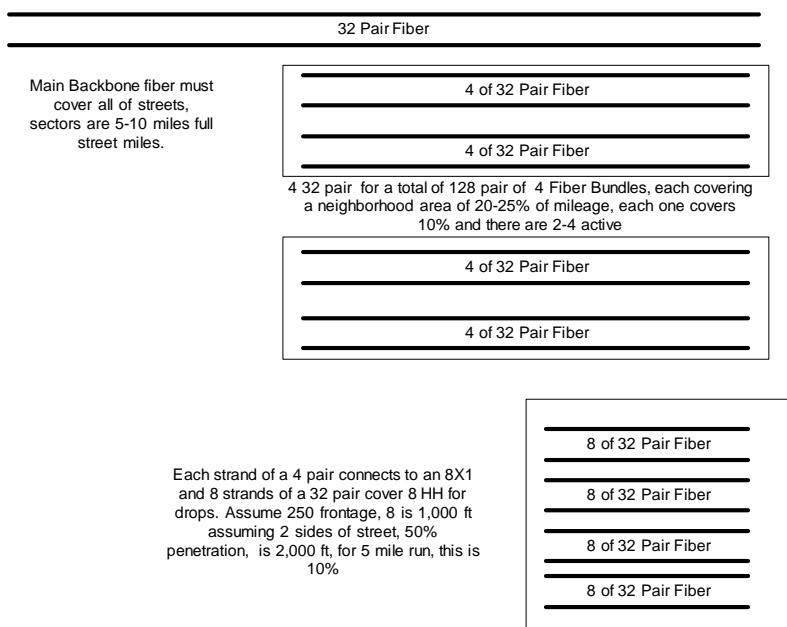 32 Pair Fiber
Main Backbone fiber must
cover all of streets,
sectors are 5-10 miles full
street miles.
4 of 32 Pair Fiber
4 of 32 Pair Fiber
4 32 pair for a total of 128 pair of 4 Fiber Bundles, each covering
a neighborhood area of 20-25% of mileage, each one covers
10% and there are 2-4 active
4 of 32 Pair Fiber
4 of 32 Pair Fiber
Each strand of a 4 pair connects to an 8X1
and 8 strands of a 32 pair cover 8 HH for
drops. Assume 250 frontage, 8 is 1,000 ft
assuming 2 sides of street, 50%
penetration, is 2,000 ft, for 5 mile run, this is
10%
8 of 32 Pair Fiber
8 of 32 Pair Fiber
8 of 32 Pair Fiber
8 of 32 Pair Fiber